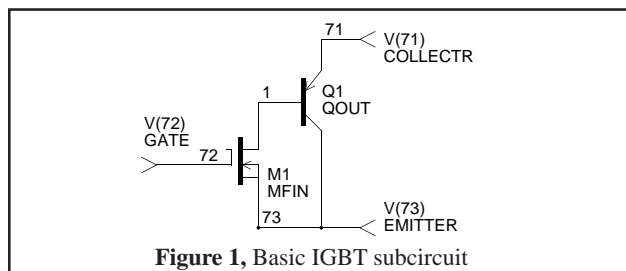 71
V(71)
COLLECTR
1
Q1
QOUT
V(72)
GATE
72
M1
MFIN
73
V(73)
EMITTER
Figure 1, Basic IGBT subcircuit